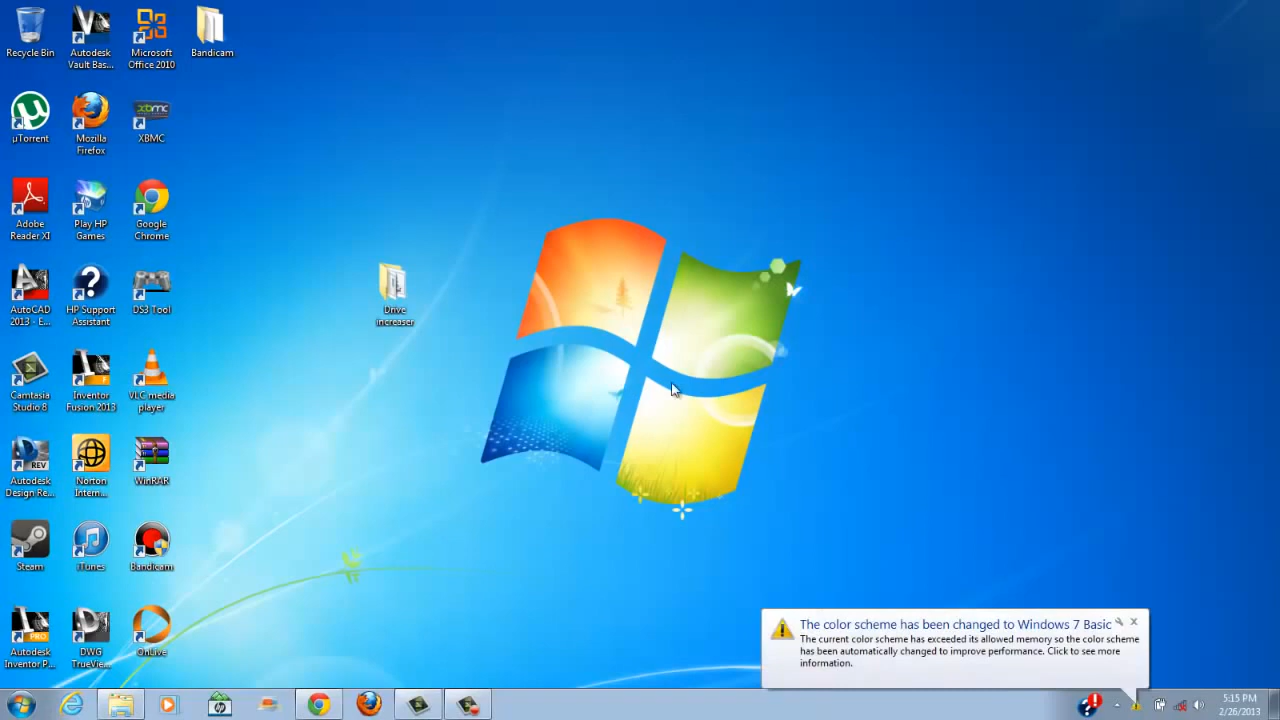 Recycle Bin
Autodesk
Vault Bas...
Microsoft
Office 2010
Bandicam
µTorrent
Mozilla
Firefox
xbmc
XBMC
Adobe
Reader XI
Play HP
Games
Google
Chrome
AutoCAD
2013 - E...
HP Support
Assistant
DS3 Tool
Drive
increaser
Camtasia
Studio 8
Inventor
Fusion 2013
VLC media
player
REV
Autodesk
Design Re...
Norton
Intern...
WinRAR
Steam
iTunes
Bandicam
PRO
Autodesk
Inventor P...
DWG
TrueVie...
OnLive
The color scheme has been changed to Windows 7 Basic
The current color scheme has exceeded its allowed memory so the color scheme
has been automatically changed to improve performance. Click to see more
information.
hp
5:15 PM
2/26/2013